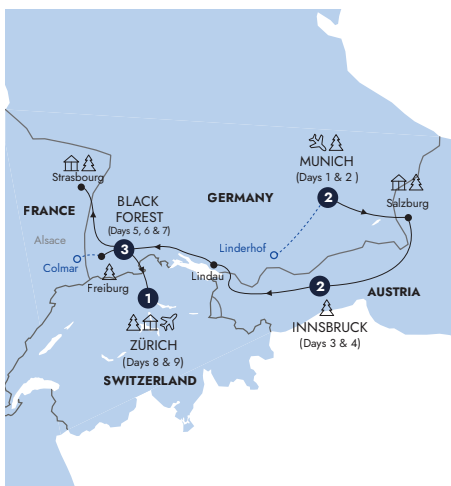 MUNICH
(Days 1 & 2 )
2
Strasbourg
Salzburg
BLACK
FOREST
(Days 5, 6 & 7)
3
GERMANY
FRANCE
Alsace
Colmar
Linderhof
Freiburg
Lindau
2
AUSTRIA
1
INNSBRUCK
(Days 3 & 4)
ZÜRICH
(Days 8 & 9)
SWITZERLAND